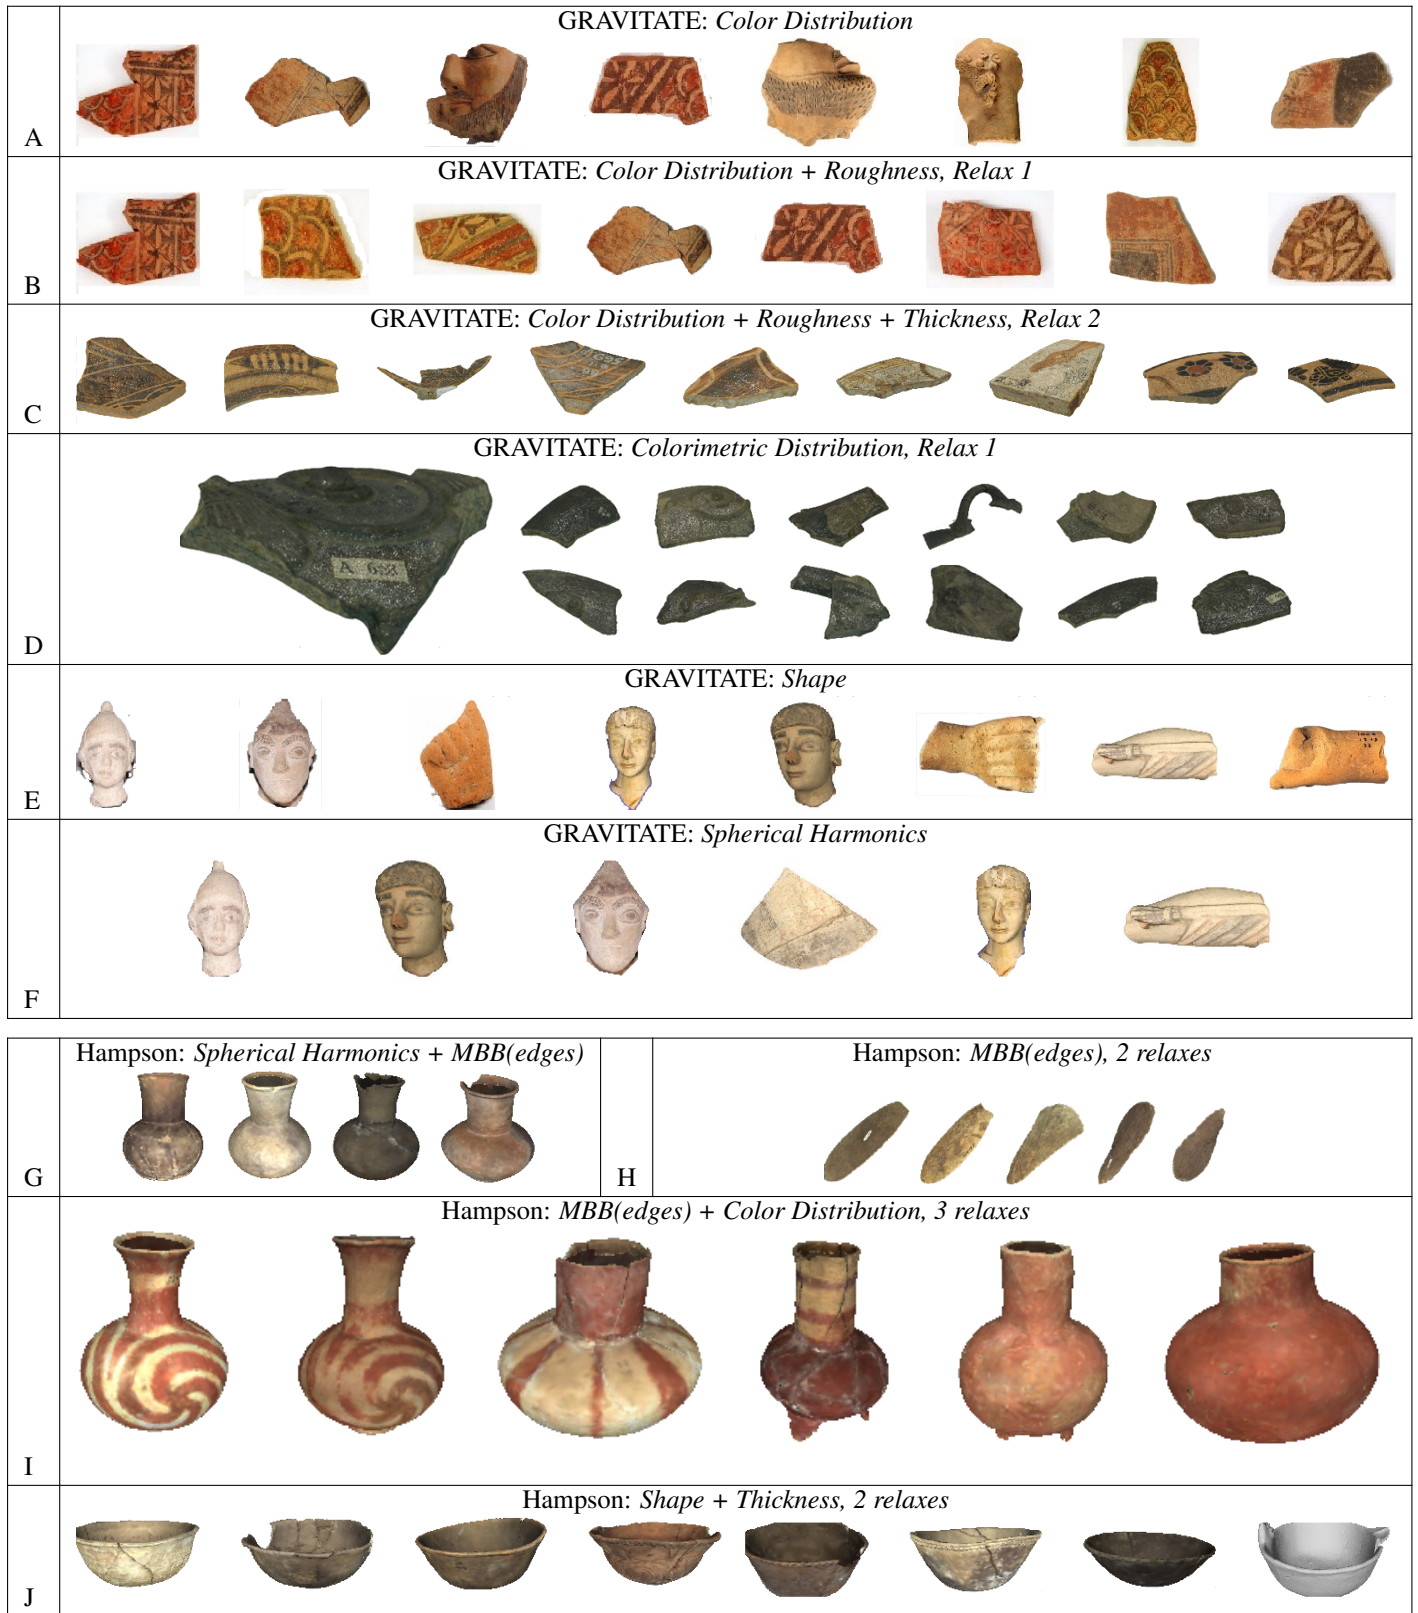 GRAVITATE: Color Distribution
A
GRAVITATE: Color Distribution + Roughness, Relax 1
B
GRAVITATE: Color Distribution + Roughness + Thickness, Relax 2
C
GRAVITATE: Colorimetric Distribution, Relax 1
A 638
D
GRAVITATE: Shape
E
GRAVITATE: Spherical Harmonics
F
Hampson: Spherical Harmonics + MBB(edges)
G
Hampson: MBB(edges), 2 relaxes
H
Hampson: MBB(edges) + Color Distribution, 3 relaxes
I
Hampson: Shape + Thickness, 2 relaxes
J